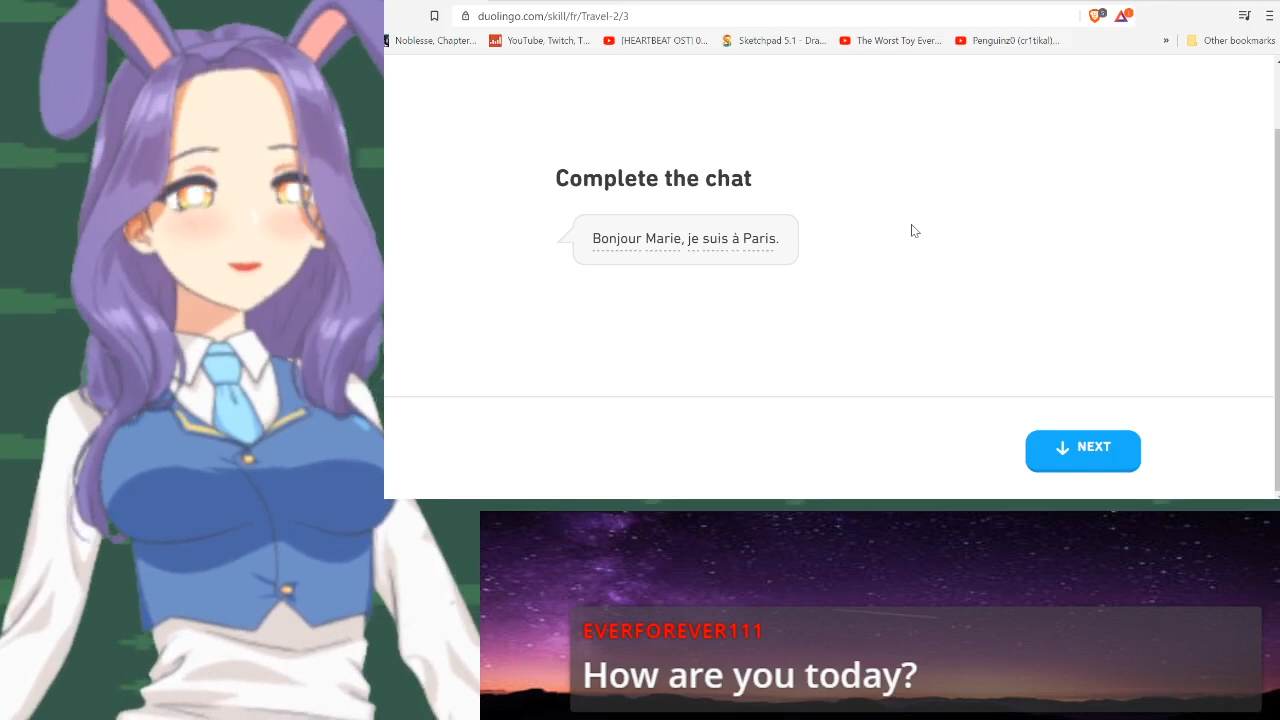 duolingo.com/skill/fr/Travel-2/3
Noblesse, Chapter... YouTube, Twitch, T... [HEARTBEAT OST] 0... Sketchpad 5.1 - Dra... The Worst Toy Ever... Penguinz0 (cr1tikal)... » Other bookmarks
Complete the chat
Bonjour Marie, je suis à Paris.
NEXT
EVERFOREVER111
How are you today?